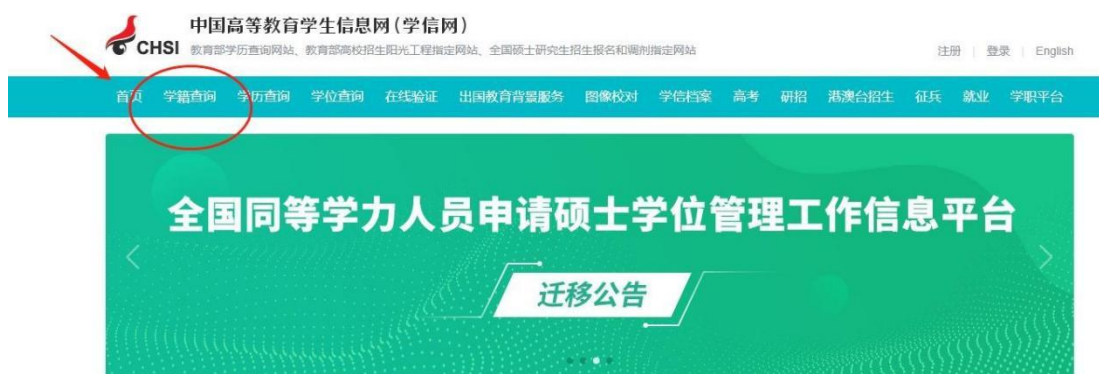 中国高等教育学生信息网(学信网)
CHSI 教育部学历查询网站、教育部高校招生阳光工程指定网站、全国硕士研究生招生报名和调剂指定网站
注册 | 登录 | English
首页 学籍查询 学历查询 学位查询 在线验证 出国教育背景服务 图像校对 学信档案 高考 研招 港澳台招生 征兵 就业 学职平台
全国同等学力人员申请硕士学位管理工作信息平台
迁移公告